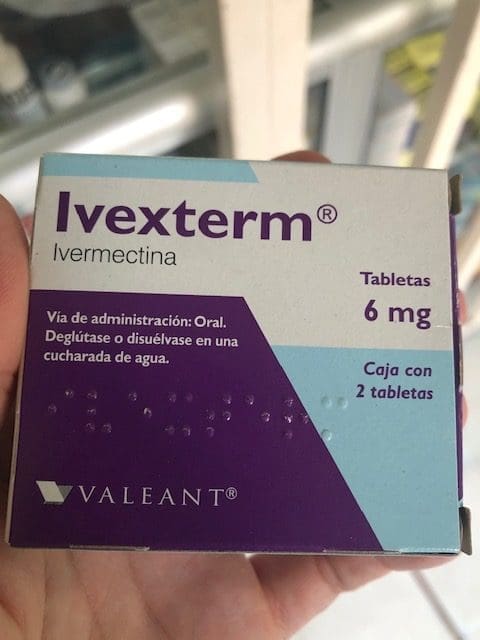 Ivexterm®
Ivermectina
Tabletas
6 mg
Vía de administración: Oral.
Deglútase o disuélvase en una
cucharada de agua.
Caja con
2 tabletas
VALEANT®